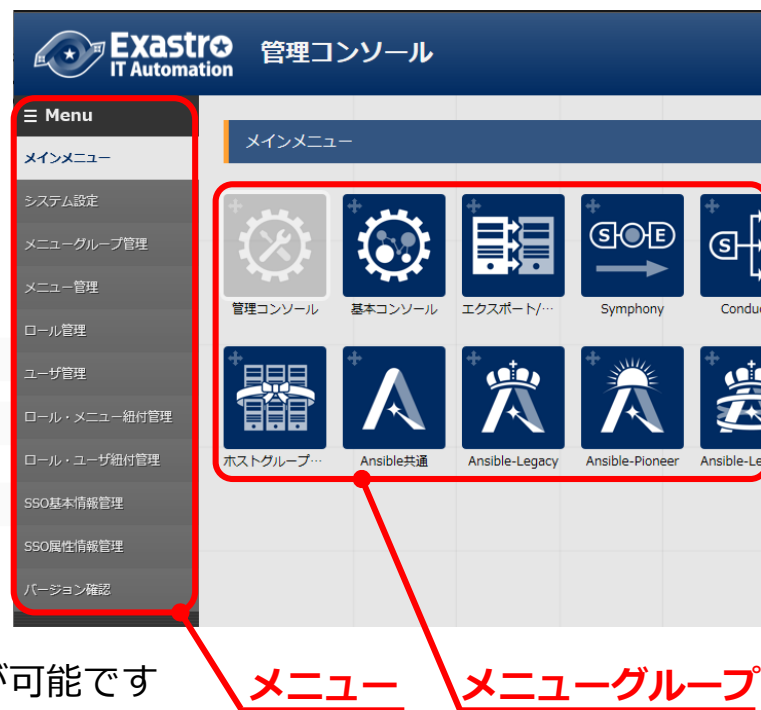 Exastro
IT Automation
管理コンソール
Menu
メインメニュー
システム設定
メニューグループ管理
メニュー管理
ロール管理
ユーザ管理
ロール・メニュー紐付管理
ロール・ユーザ紐付管理
SSO基本情報管理
SSO属性情報管理
バージョン確認
メインメニュー
S E
S
管理コンソール 基本コンソール エクスポート/… Symphony Conduc
ホストグループ… Ansible共通 Ansible-Legacy Ansible-Pioneer Ansible-Le
が可能です
メニュー メニューグループ